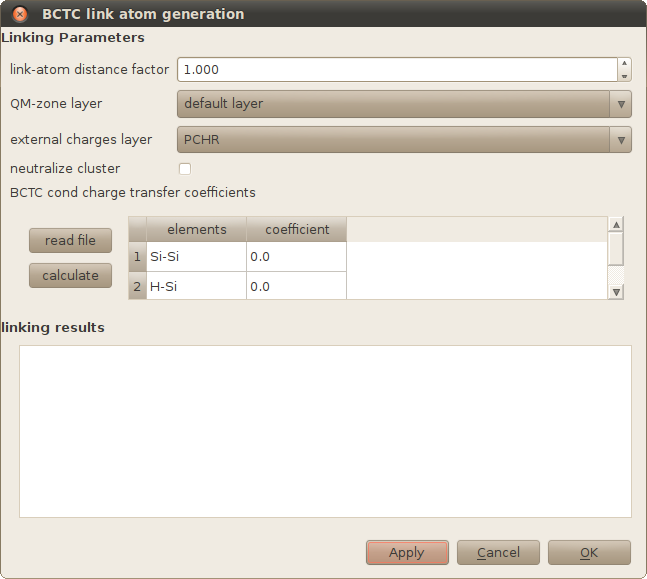 BCTC link atom generation
Linking Parameters
link-atom distance factor 1.000
QM-zone layer default layer
external charges layer PCHR
neutralize cluster
BCTC cond charge transfer coefficients
elements coefficient
read file
1 Si-Si 0.0
calculate
2 H-Si 0.0
linking results
Apply Cancel OK